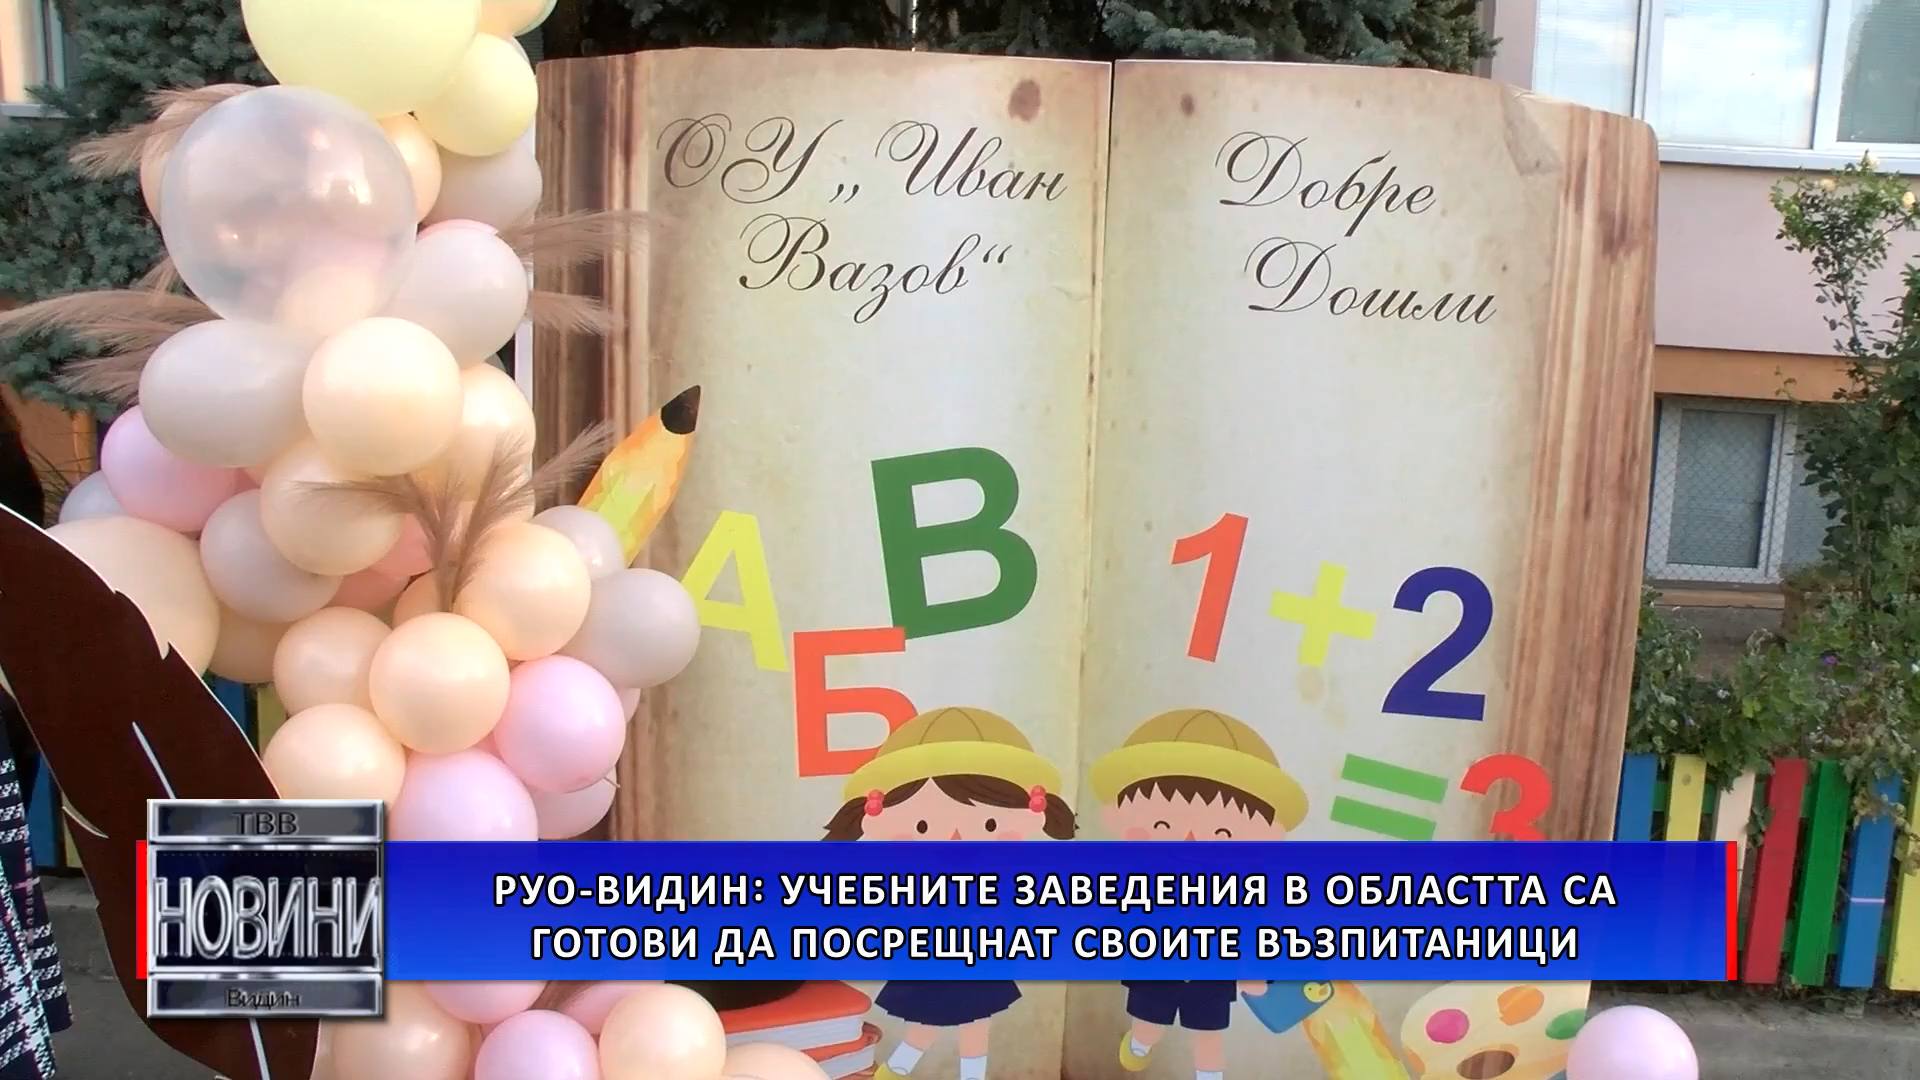 ОУ „Иван
Вазов“
Добре
Дошли
А
В
Б
1+2
=3
ТВВ
НОВИНИ
Видин
РУО-ВИДИН: УЧЕБНИТЕ ЗАВЕДЕНИЯ В ОБЛАСТТА СА
ГОТОВИ ДА ПОСРЕЩНАТ СВОИТЕ ВЪЗПИТАНИЦИ